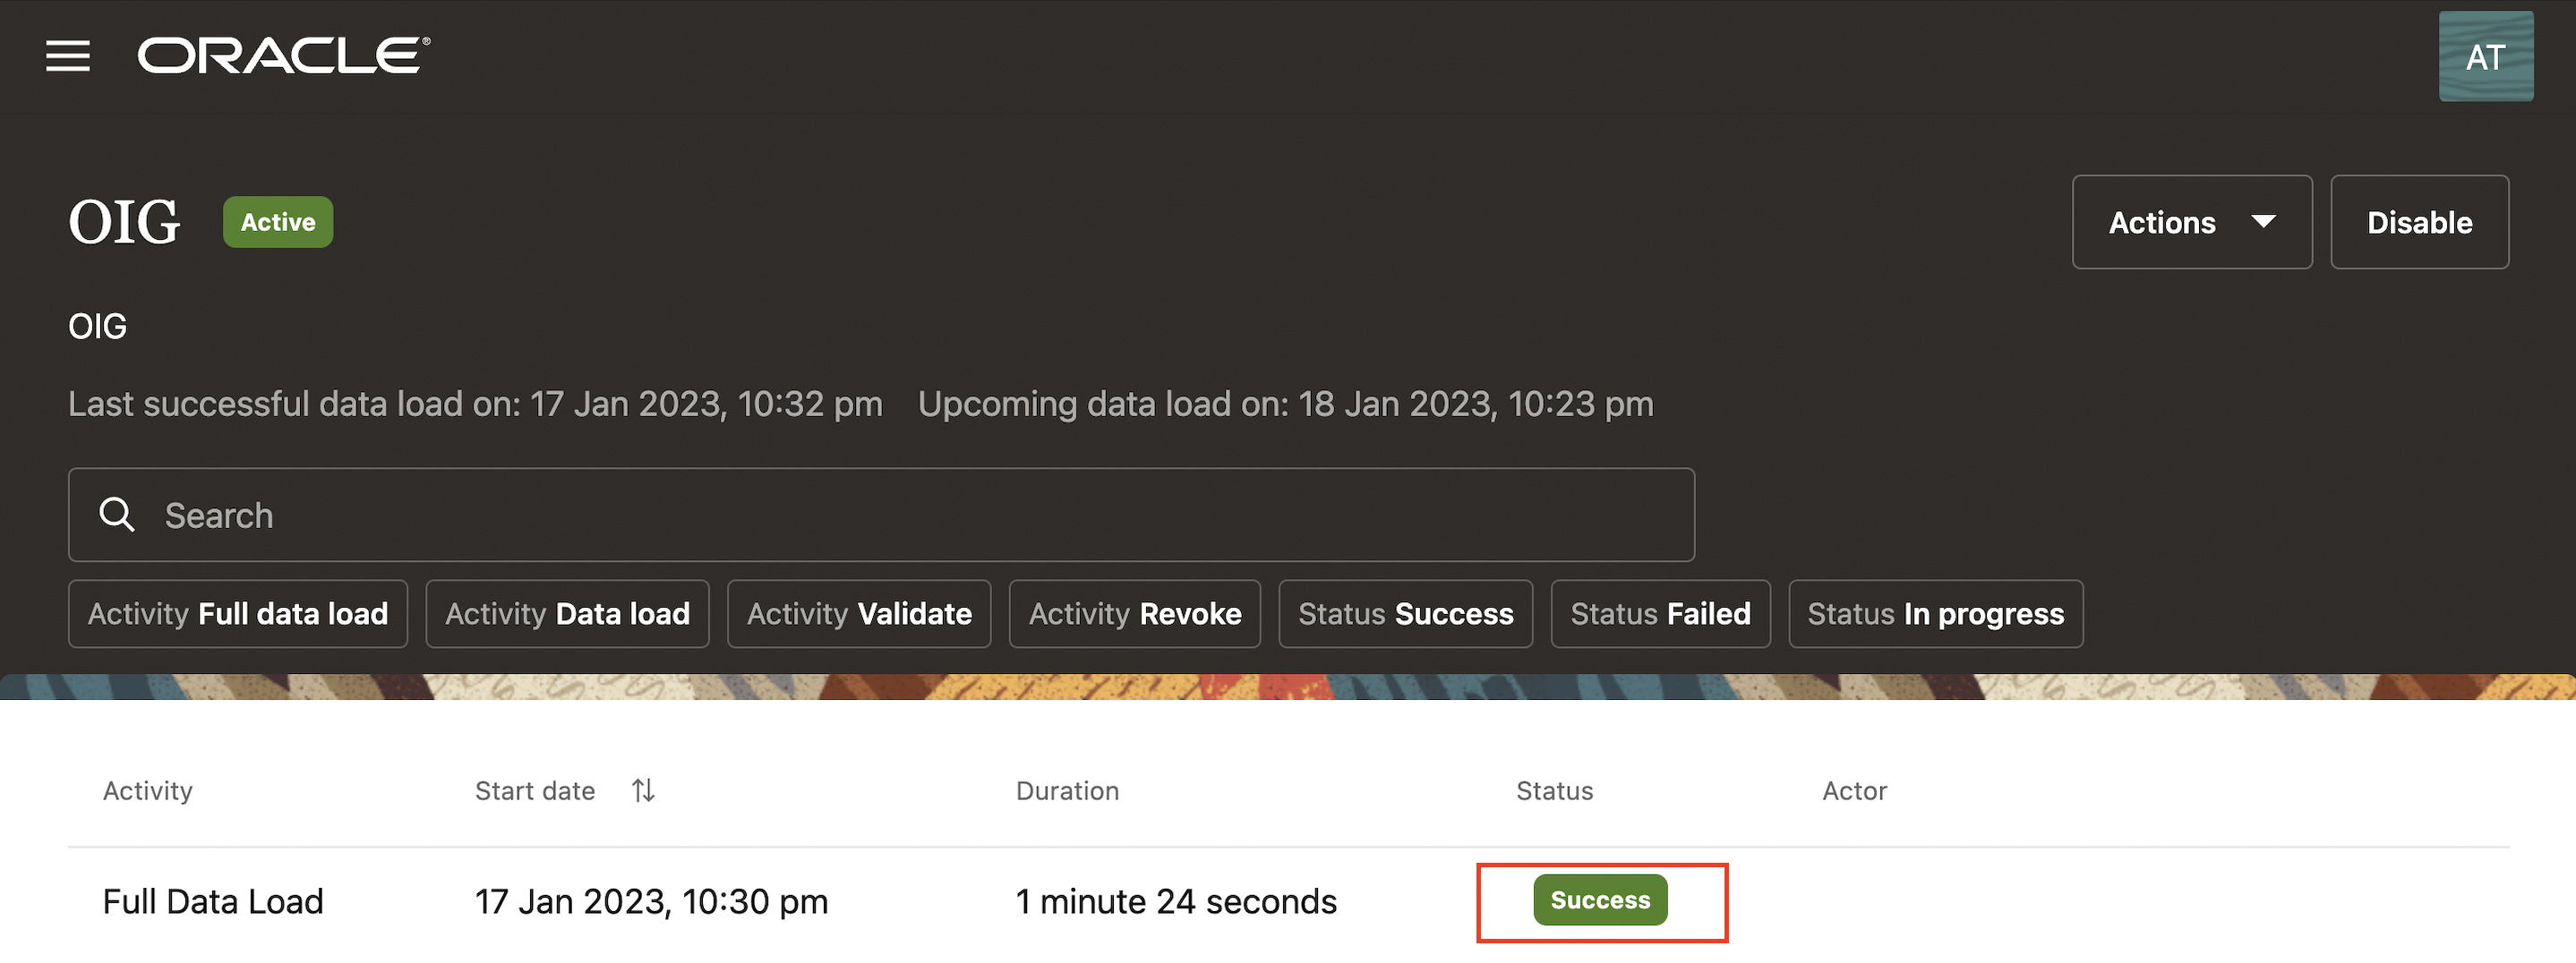 ORACLE®
AT
OIG Active
Actions Disable
OIG
Last successful data load on: 17 Jan 2023, 10:32 pm Upcoming data load on: 18 Jan 2023, 10:23 pm
Search
Activity Full data load Activity Data load Activity Validate Activity Revoke Status Success Status Failed Status In progress
Activity Start date Duration Status Actor
Full Data Load 17 Jan 2023, 10:30 pm 1 minute 24 seconds Success